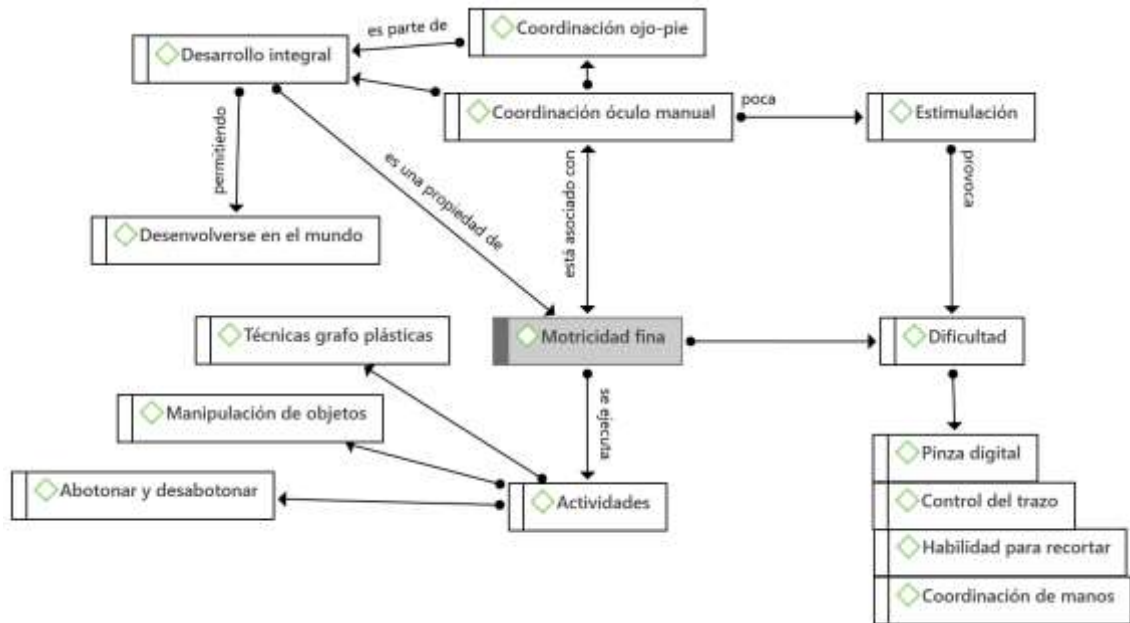 es parte de
Coordinación ojo-pie
Desarrollo integral
Coordinación óculo manual
poca
Estimulación
permitiendo
es una propiedad de
está asociado con
provoca
Desenvolverse en el mundo
Técnicas grafo plásticas
Motricidad fina
Dificultad
Manipulación de objetos
se ejecuta
Pinza digital
Abotonar y desabotonar
Actividades
Control del trazo
Habilidad para recortar
Coordinación de manos